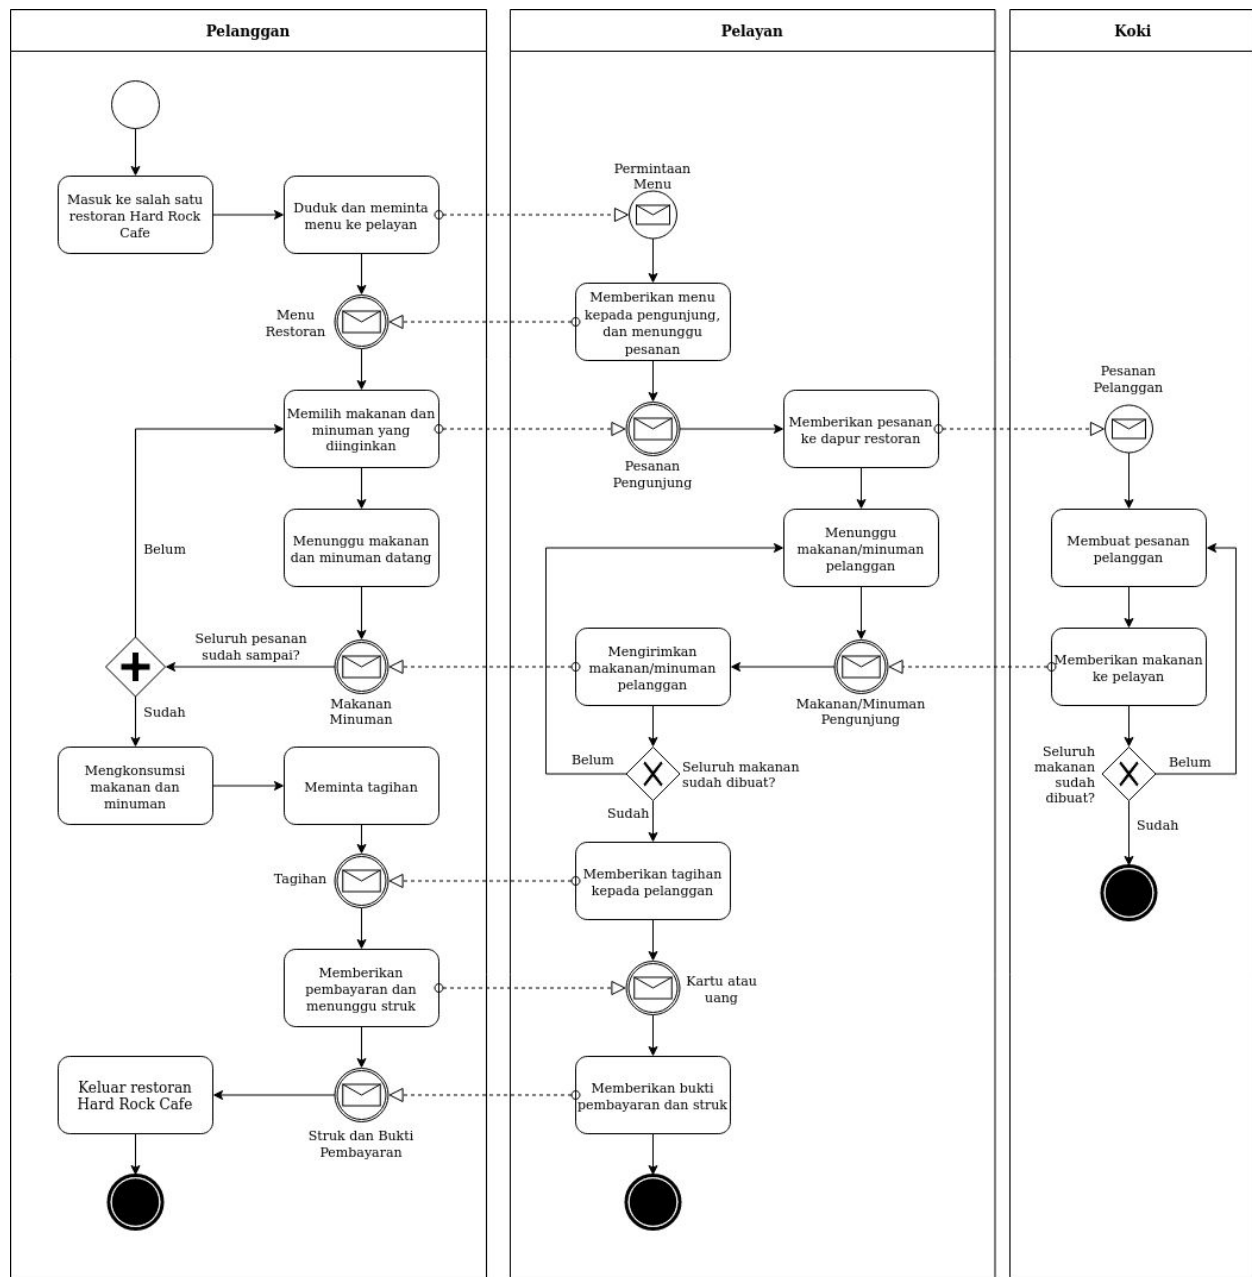 Pelanggan
Pelayan
Koki
Masuk ke salah satu
restoran Hard Rock
Cafe
Duduk dan meminta
menu ke pelayan
Permintaan
Menu
Menu
Restoran
Memberikan menu
kepada pengunjung,
dan menunggu
pesanan
Memilih makanan dan
minuman yang
diinginkan
Pesanan
Pengunjung
Memberikan pesanan
ke dapur restoran
Pesanan
Pelanggan
Belum
Menunggu makanan
dan minuman datang
Menunggu
makanan/minuman
pelanggan
Membuat pesanan
pelanggan
Seluruh pesanan
sudah sampai?
Makanan
Minuman
Mengirimkan
makanan/minuman
pelanggan
Makanan/Minuman
Pengunjung
Memberikan makanan
ke pelayan
Sudah
Mengkonsumsi
makanan dan
minuman
Meminta tagihan
Belum
Seluruh makanan
sudah dibuat?
Sudah
Seluruh
makanan
sudah
dibuat?
Belum
Sudah
Tagihan
Memberikan tagihan
kepada pelanggan
Memberikan
pembayaran dan
menunggu struk
Kartu atau
uang
Keluar restoran
Hard Rock Cafe
Struk dan Bukti
Pembayaran
Memberikan bukti
pembayaran dan struk